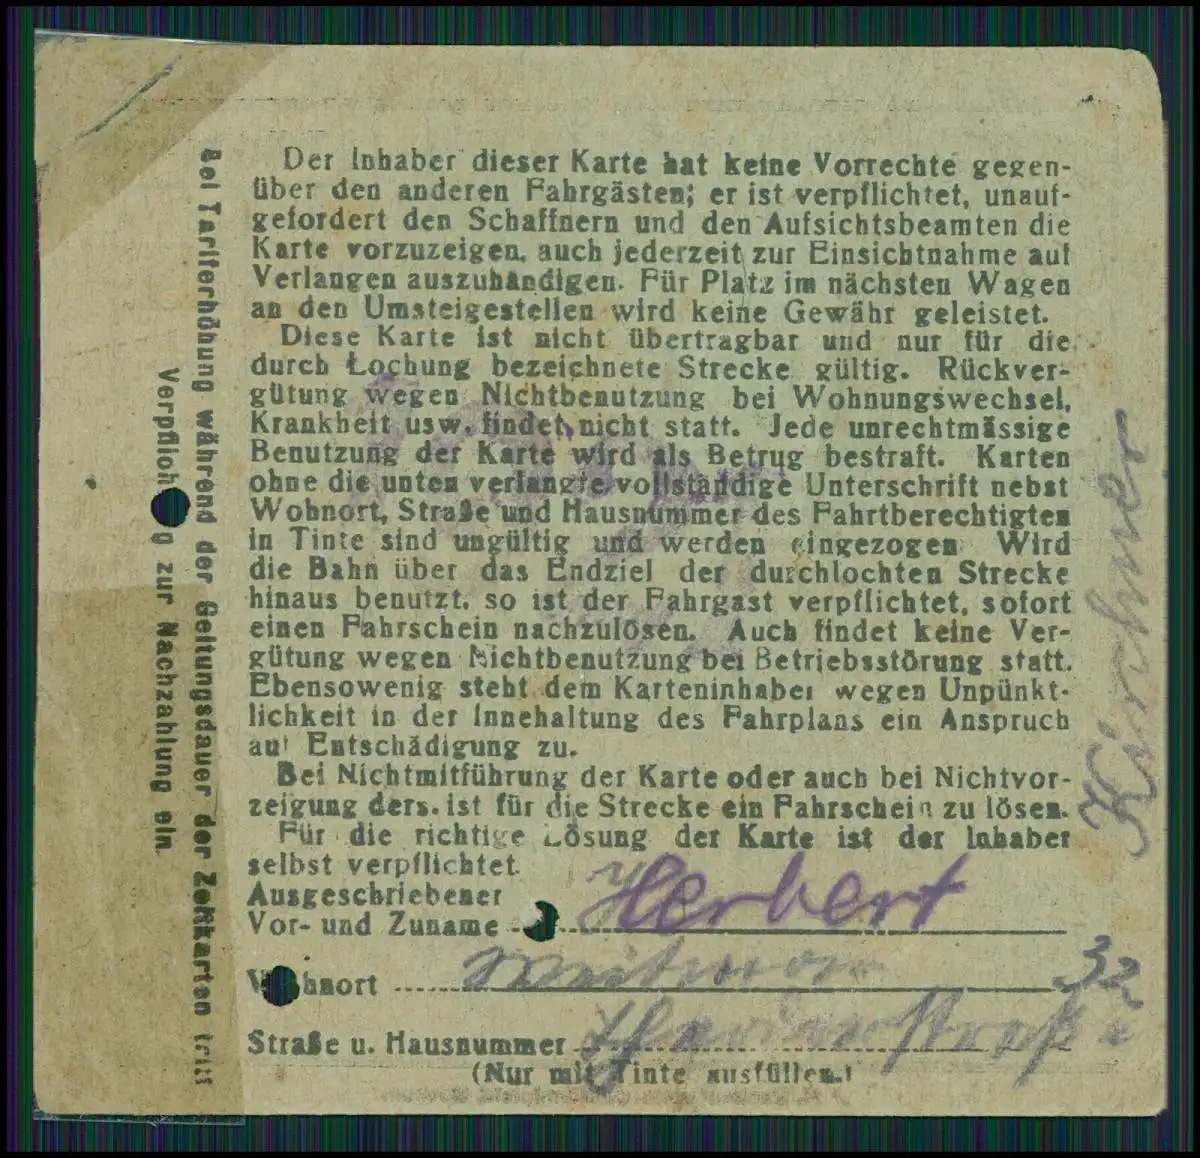 Der Inhaber dieser Karte hat keine Vorrechte gegen-
über den anderen Fahrgästen; er ist verpflichtet, unauf-
gefordert den Schaffnern und den Aufsichtsbeamten die
Karte vorzuzeigen, auch jederzeit zur Einsichtnahme auf
Verlangen auszuhändigen. Für Platz im nächsten Wagen
an den Umsteigestellen wird keine Gewähr geleistet.
Diese Karte ist nicht übertragbar und nur für die
durch Lochung bezeichnete Strecke gültig. Rückver-
gütung wegen Nichtbenutzung bei Wohnungswechsel,
Krankheit usw. findet nicht statt. Jede unrechtmässige
Benutzung der Karte wird als Betrug bestraft. Karten
ohne die unten verlangte vollständige Unterschrift nebst
Wohnort, Straße und Hausnummer des Fahrtberechtigten
in Tinte sind ungültig und werden eingezogen. Wird
die Bahn über das Endziel der durchlochten Strecke
hinaus benutzt, so ist der Fahrgast verpflichtet, sofort
einen Fahrschein nachzulösen. Auch findet keine Ver-
gütung wegen Nichtbenutzung bei Betriebsstörung statt.
Ebensowenig steht dem Karteninhaber wegen Unpünkt-
lichkeit in der Innehaltung des Fahrplans ein Anspruch
auf Entschädigung zu.
Bei Nichtmitführung der Karte oder auch bei Nichtvor-
zeigung ders. ist für die Strecke ein Fahrschein zu lösen.
Für die richtige Lösung der Karte ist der Inhaber
selbst verpflichtet.
Ausgeschriebener
Vor- und Zuname Herbert
Kirchner
Wohnort Weitmar
Straße u. Hausnummer 32
(Nur mit Tinte ausfüllen.)
Bei Tariferhöhung während der Geltungsdauer der Zeitkarten tritt
Verpflichtung zur Nachzahlung ein.